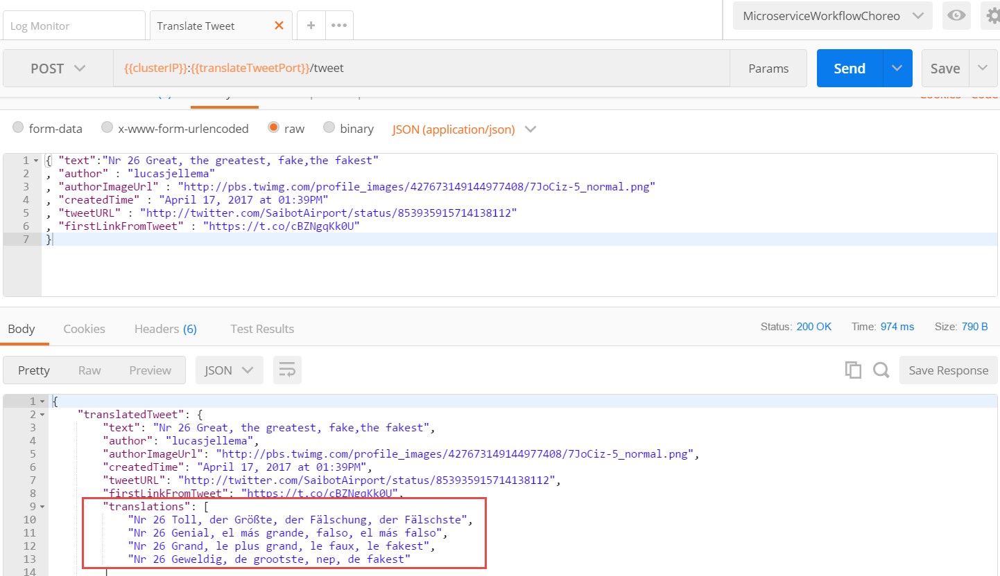 Log Monitor
Translate Tweet
MicroserviceWorkflowChoreo
POST
{{clusterIP}}:{{translateTweetPort}}/tweet
Params
Send
Save
form-data
x-www-form-urlencoded
raw
binary
JSON (application/json)
1 { "text":"Nr 26 Great, the greatest, fake,the fakest"
2 , "author" : "lucasjellema"
3 , "authorImageUrl" : "http://pbs.twimg.com/profile_images/427673149144977408/7JoCiz-5_normal.png"
4 , "createdTime" : "April 17, 2017 at 01:39PM"
5 , "tweetURL" : "http://twitter.com/SaibotAirport/status/853935915714138112"
6 , "firstLinkFromTweet" : "https://t.co/cBZNgqKk0U"
7 }
Body
Cookies
Headers (6)
Test Results
Status: 200 OK
Time: 974 ms
Size: 790 B
Pretty
Raw
Preview
JSON
Save Response
1 {
2 "translatedTweet": {
3 "text": "Nr 26 Great, the greatest, fake,the fakest",
4 "author": "lucasjellema",
5 "authorImageUrl": "http://pbs.twimg.com/profile_images/427673149144977408/7JoCiz-5_normal.png",
6 "createdTime": "April 17, 2017 at 01:39PM",
7 "tweetURL": "http://twitter.com/SaibotAirport/status/853935915714138112",
8 "firstLinkFromTweet": "https://t.co/cBZNgqKk0U",
9 "translations": [
10 "Nr 26 Toll, der Größte, der Fälschung, der Fälschste",
11 "Nr 26 Genial, el más grande, falso, el más falso",
12 "Nr 26 Grand, le plus grand, le faux, le fakest",
13 "Nr 26 Geweldig, de grootste, nep, de fakest"
14